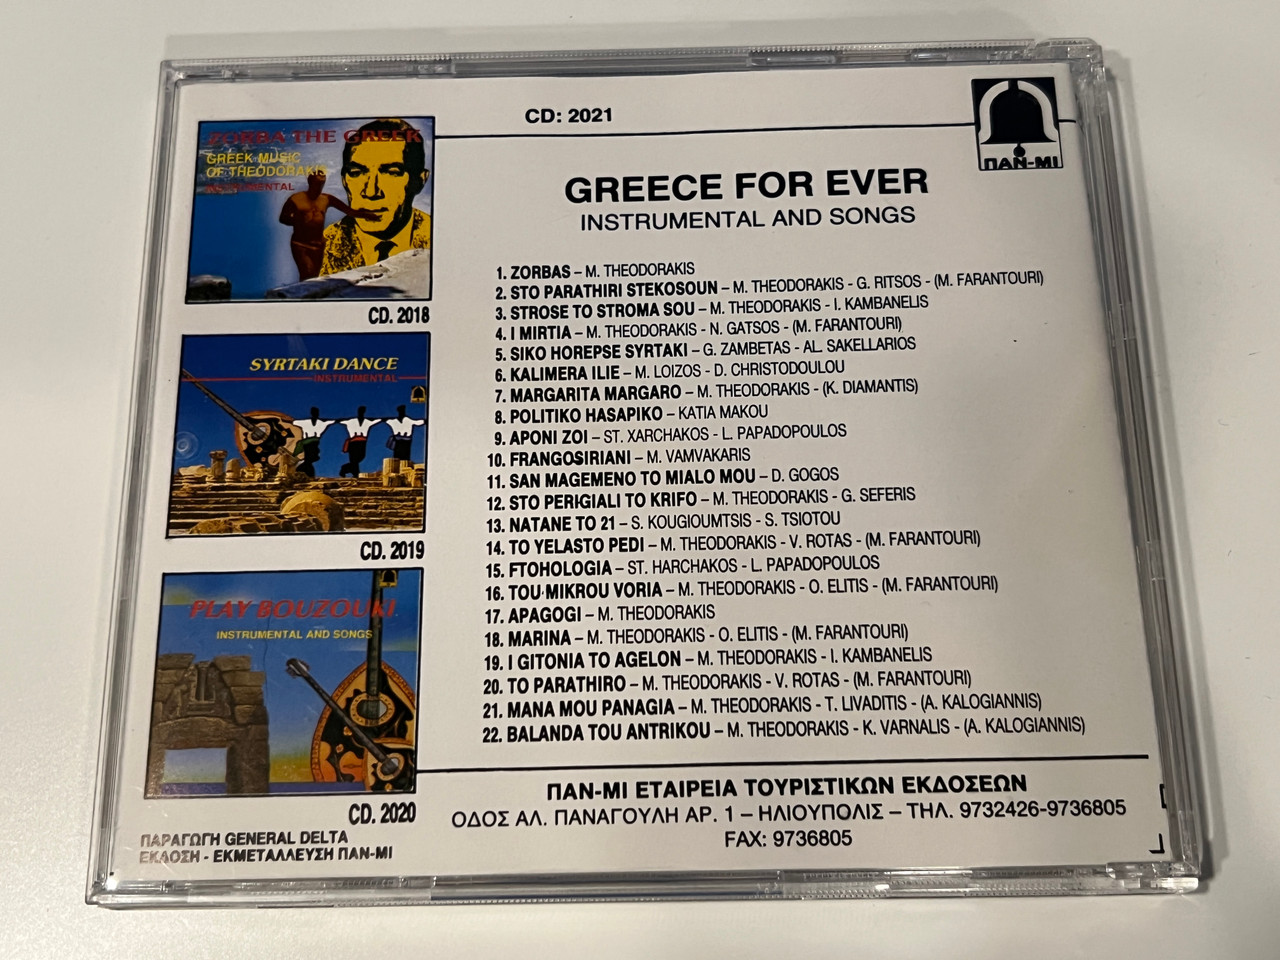 CD: 2021
ΠΑΝ-ΜΙ
GREECE FOR EVER
INSTRUMENTAL AND SONGS
1. ZORBAS – M. THEODORAKIS
2. STO PARATHIRI STEKOSOUN – M. THEODORAKIS - G. RITSOS - (M. FARANTOURI)
3. STROSE TO STROMA SOU – M. THEODORAKIS - I. KAMBANELIS
4. I MIRTIA – M. THEODORAKIS - N. GATSOS - (M. FARANTOURI)
5. SIKO HOREPSE SYRTAKI – G. ZAMBETAS - AL. SAKELLARIOS
6. KALIMERA ILIE – M. LOIZOS - D. CHRISTODOULOU
7. MARGARITA MARGARO – M. THEODORAKIS - (K. DIAMANTIS)
8. POLITIKO HASAPIKO – KATIA MAKOU
9. APONI ZOI – ST. XARCHAKOS - L. PAPADOPOULOS
10. FRANGOSIRIANI – M. VAMVAKARIS
11. SAN MAGEMENO TO MIALO MOU – D. GOGOS
12. STO PERIGIALI TO KRIFO – M. THEODORAKIS - G. SEFERIS
13. NATANE TO 21 – S. KOUGIOUMTSIS - S. TSIOTOU
14. TO YELASTO PEDI – M. THEODORAKIS - V. ROTAS - (M. FARANTOURI)
15. FTOHOLOGIA – ST. HARCHAKOS - L. PAPADOPOULOS
16. TOU MIKROU VORIA – M. THEODORAKIS - O. ELITIS - (M. FARANTOURI)
17. APAGOGI – M. THEODORAKIS
18. MARINA – M. THEODORAKIS - O. ELITIS - (M. FARANTOURI)
19. I GITONIA TO AGELON – M. THEODORAKIS - I. KAMBANELIS
20. TO PARATHIRO – M. THEODORAKIS - V. ROTAS - (M. FARANTOURI)
21. MANA MOU PANAGIA – M. THEODORAKIS - T. LIVADITIS - (A. KALOGIANNIS)
22. BALANDA TOU ANTRIKOU – M. THEODORAKIS - K. VARNALIS - (A. KALOGIANNIS)
ZORBA THE GREEK
GREEK MUSIC
OF THEODORAKIS
INSTRUMENTAL
CD. 2018
SYRTAKI DANCE
INSTRUMENTAL
CD. 2019
PLAY BOUZOUKI
INSTRUMENTAL AND SONGS
CD. 2020
ΠΑΡΑΓΩΓΗ GENERAL DELTA
ΕΚΔΟΣΗ - ΕΚΜΕΤΑΛΛΕΥΣΗ ΠΑΝ-ΜΙ
ΠΑΝ-ΜΙ ΕΤΑΙΡΕΙΑ ΤΟΥΡΙΣΤΙΚΩΝ ΕΚΔΟΣΕΩΝ
ΟΔΟΣ ΑΛ. ΠΑΝΑΓΟΥΛΗ ΑΡ. 1 – ΗΛΙΟΥΠΟΛΙΣ – ΤΗΛ. 9732426-9736805
FAX: 9736805